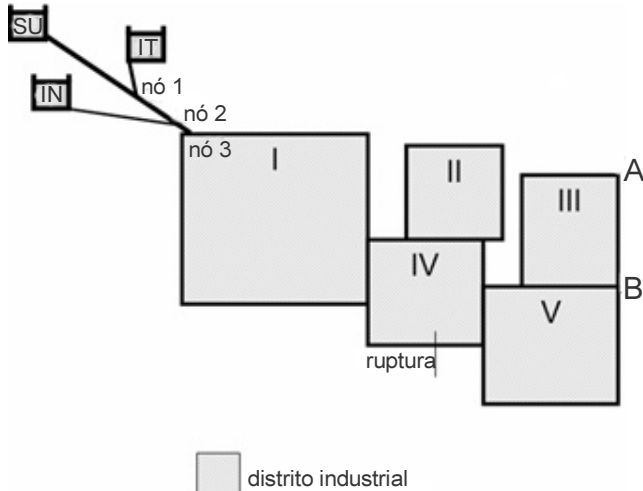 SU
IT
IN
nó 1
nó 2
nó 3
I
II
III
A
IV
B
V
ruptura
distrito industrial